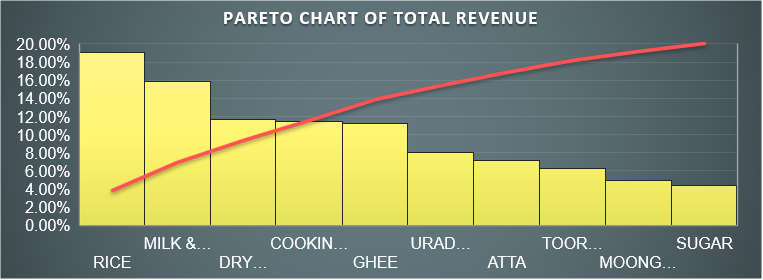 PARETO CHART OF TOTAL REVENUE
20.00%
18.00%
16.00%
14.00%
12.00%
10.00%
8.00%
6.00%
4.00%
2.00%
0.00%
RICE
MILK &...
DRY...
COOKIN...
GHEE
URAD...
ATTA
TOOR...
MOONG...
SUGAR